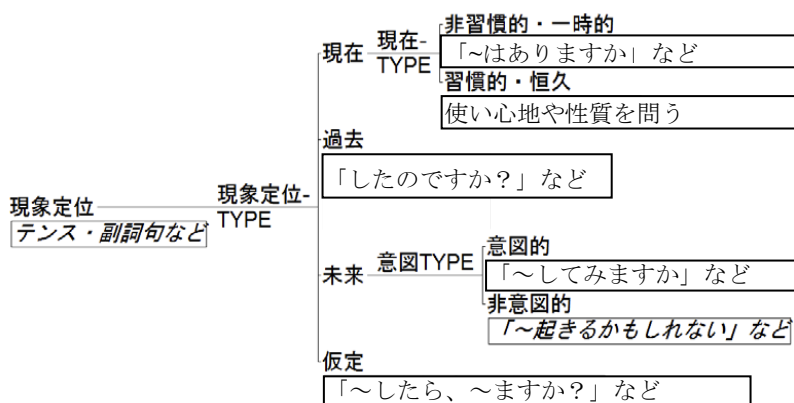 非習慣的・一時的
現在
現在-
TYPE
「~はありますか」など
習慣的・恒久
使い心地や性質を問う
過去
「したのですか？」など
現象定位
テンス・副詞句など
現象定位-
TYPE
未来
意図TYPE
意図的
「～してみますか」など
非意図的
「～起きるかもしれない」など
仮定
「～したら、～ますか？」など